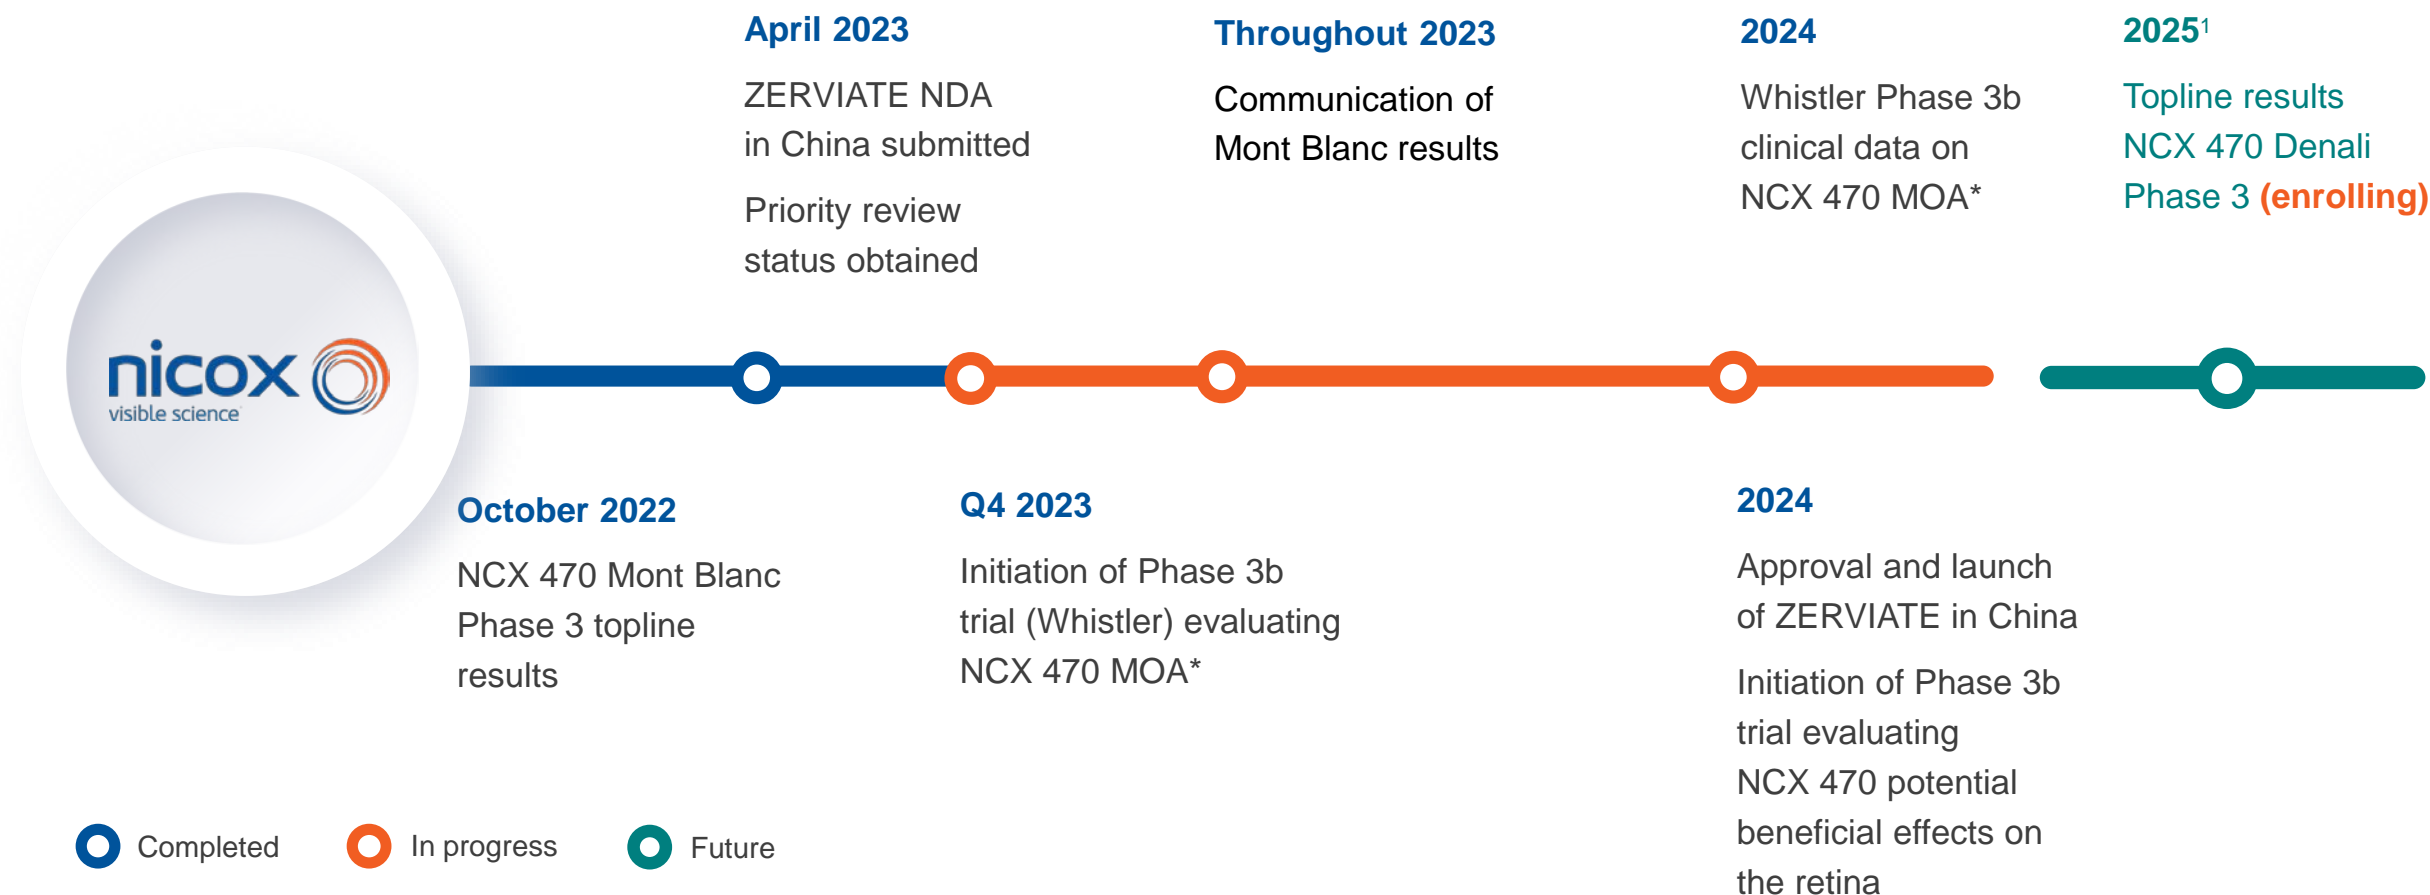 April 2023
ZERVIATE NDA
in China submitted
Priority review
status obtained
Throughout 2023
Communication of
Mont Blanc results
2024
Whistler Phase 3b
clinical data on
NCX 470 MOA*
2025¹
Topline results
NCX 470 Denali
Phase 3 (enrolling)
nicox
visible science
October 2022
NCX 470 Mont Blanc
Phase 3 topline
results
Q4 2023
Initiation of Phase 3b
trial (Whistler) evaluating
NCX 470 MOA*
2024
Approval and launch
of ZERVIATE in China
Initiation of Phase 3b
trial evaluating
NCX 470 potential
beneficial effects on
the retina
Completed
In progress
Future